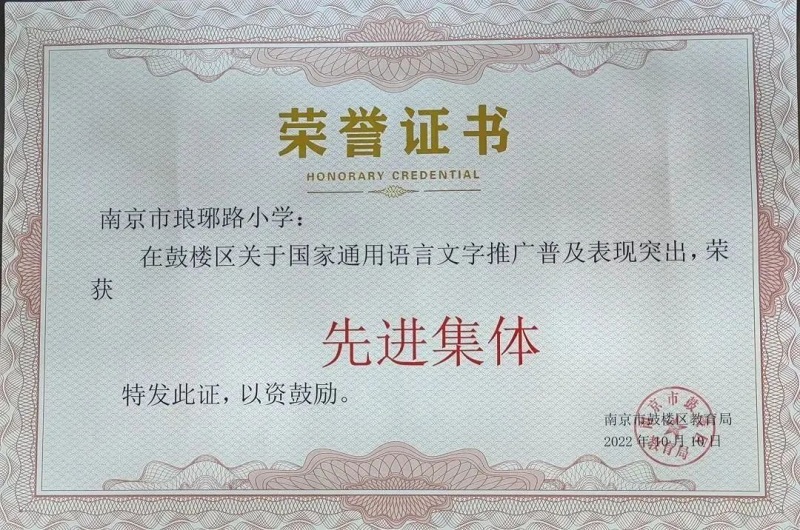 荣誉证书
HONORARY CREDENTIAL
南京市琅琊路小学：
在鼓楼区关于国家通用语言文字推广普及表现突出，荣
获
先进集体
特发此证，以资鼓励。
南京市鼓楼区教育局
2022年10月10日